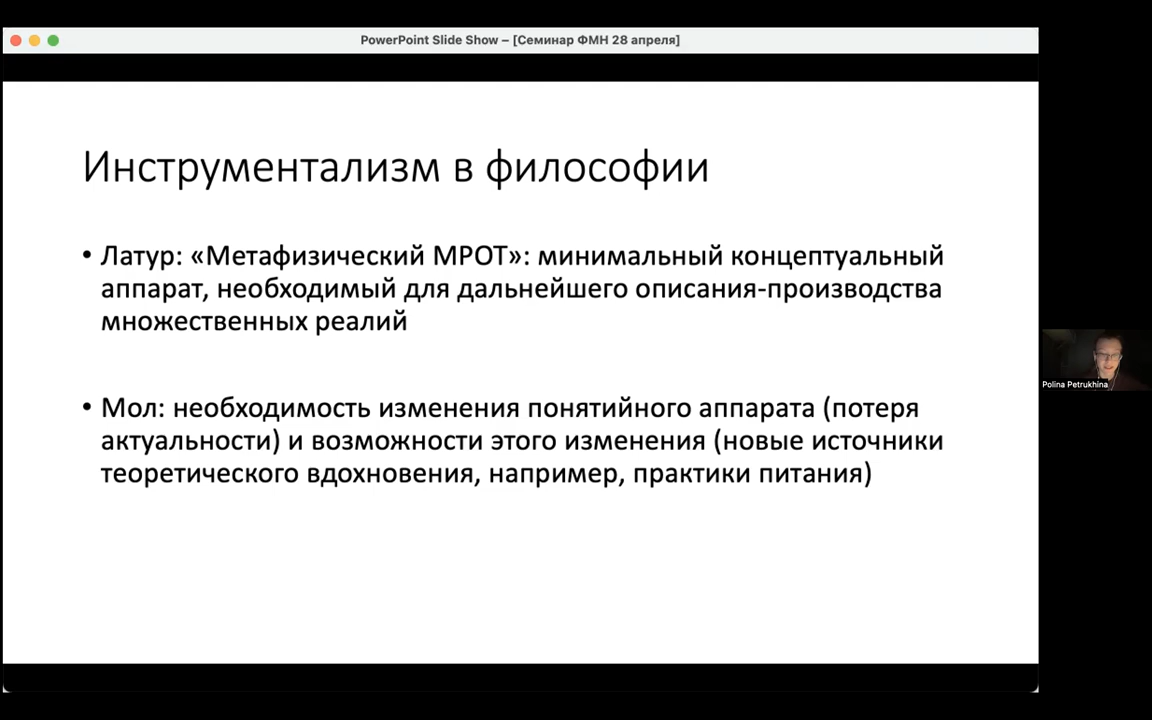 PowerPoint Slide Show – [Семинар ФМН 28 апреля]
Инструментализм в философии
• Латур: «Метафизический МРОТ»: минимальный концептуальный
аппарат, необходимый для дальнейшего описания-производства
множественных реалий
• Мол: необходимость изменения понятийного аппарата (потеря
актуальности) и возможности этого изменения (новые источники
теоретического вдохновения, например, практики питания)
Polina Petrukhina